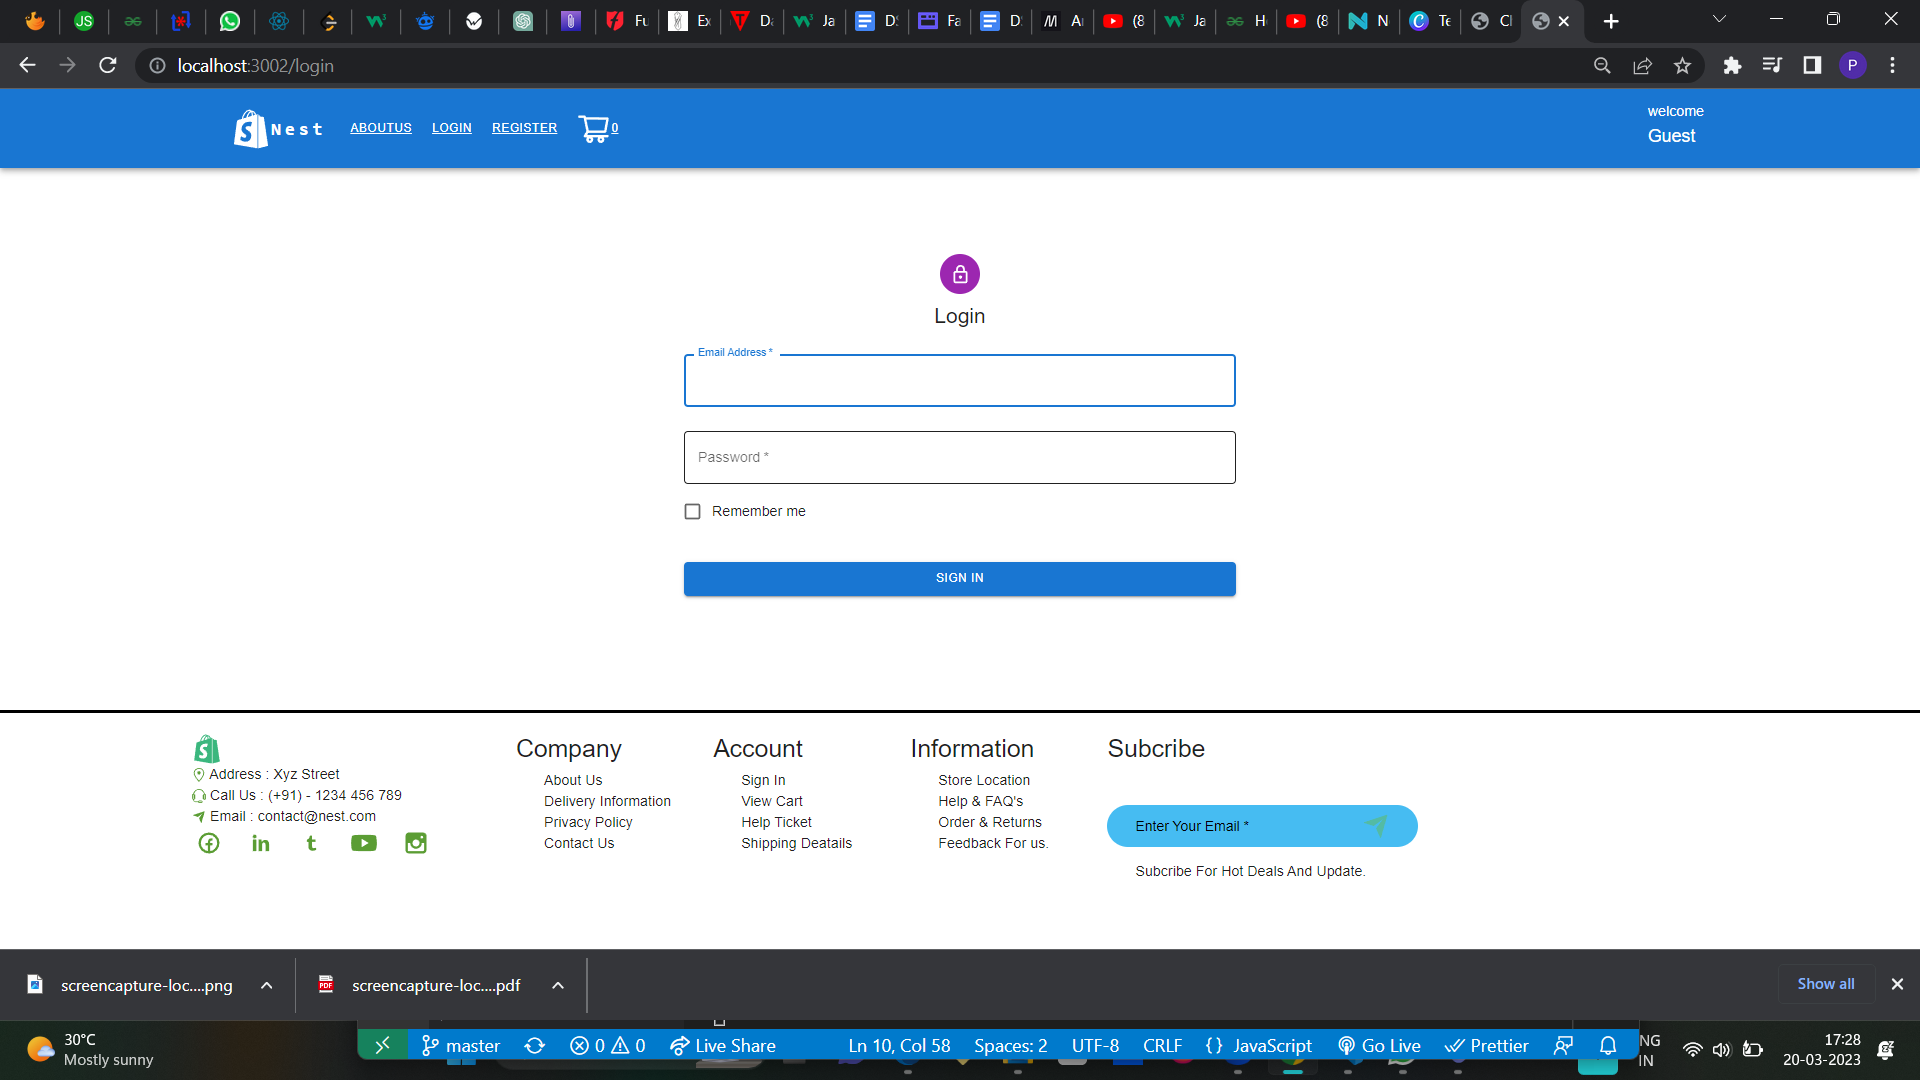 JS
Fu
Ex
Da
Ja
DS
Fa
D
M
A
(8
Ja
H
(8
N
Te
Cl
localhost:3002/login
P
Nest
ABOUTUS
LOGIN
REGISTER
0
welcome
Guest
Login
Email Address *
Password *
Remember me
SIGN IN
Company
Account
Information
Subcribe
Address : Xyz Street
Call Us : (+91) - 1234 456 789
Email : contact@nest.com
About Us
Delivery Information
Privacy Policy
Contact Us
Sign In
View Cart
Help Ticket
Shipping Deatails
Store Location
Help & FAQ's
Order & Returns
Feedback For us.
Enter Your Email *
Subcribe For Hot Deals And Update.
screencapture-loc....png
PDF
screencapture-loc....pdf
Show all
30°C
Mostly sunny
master
0
0
Live Share
Ln 10, Col 58
Spaces: 2
UTF-8
CRLF
{ } JavaScript
Go Live
Prettier
NG
IN
17:28
20-03-2023